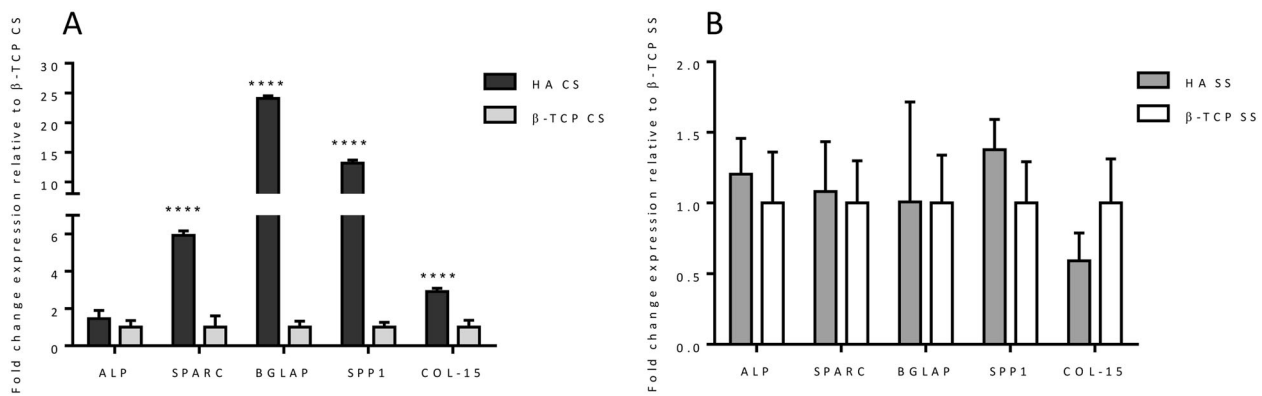 A
Fold change expression relative to β-TCP CS
30
25
20
15
10
6
4
2
0
****
****
****
****
HA CS
β-TCP CS
ALP SPARC BGLAP SPP1 COL-15
B
Fold change expression relative to β-TCP SS
2.0
1.5
1.0
0.5
0.0
HA SS
β-TCP SS
ALP SPARC BGLAP SPP1 COL-15